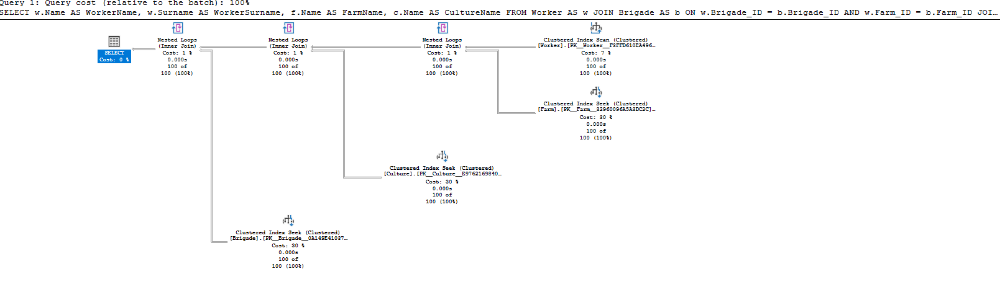 Query 1: Query cost (relative to the batch): 100%
SELECT w.Name AS WorkerName, w.Surname AS WorkerSurname, f.Name AS FarmName, c.Name AS CultureName FROM Worker AS w JOIN Brigade AS b ON w.Brigade_ID = b.Brigade_ID AND w.Farm_ID = b.Farm_ID JOI…
SELECT
Cost: 0 %
Nested Loops
(Inner Join)
Cost: 1 %
0.000s
100 of
100 (100%)
Nested Loops
(Inner Join)
Cost: 1 %
0.000s
100 of
100 (100%)
Nested Loops
(Inner Join)
Cost: 1 %
0.000s
100 of
100 (100%)
Clustered Index Scan (Clustered)
[Worker].[PK__Worker__F3FFD610EA496…
Cost: 7 %
0.000s
100 of
100 (100%)
Clustered Index Seek (Clustered)
[Farm].[PK__Farm__32960096A5A3DC2C]…
Cost: 30 %
0.000s
100 of
100 (100%)
Clustered Index Seek (Clustered)
[Culture].[PK__Culture__E9762169840…
Cost: 30 %
0.000s
100 of
100 (100%)
Clustered Index Seek (Clustered)
[Brigade].[PK__Brigade__0A149E41037…
Cost: 30 %
0.000s
100 of
100 (100%)